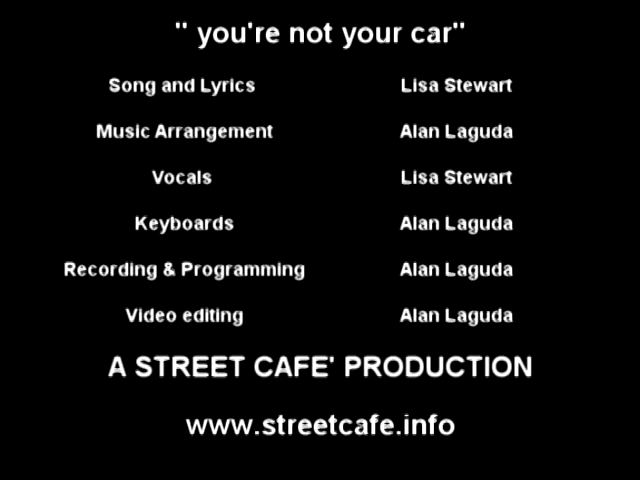 " you're not your car"
Song and Lyrics Lisa Stewart
Music Arrangement Alan Laguda
Vocals Lisa Stewart
Keyboards Alan Laguda
Recording & Programming Alan Laguda
Video editing Alan Laguda
A STREET CAFE' PRODUCTION
www.streetcafe.info